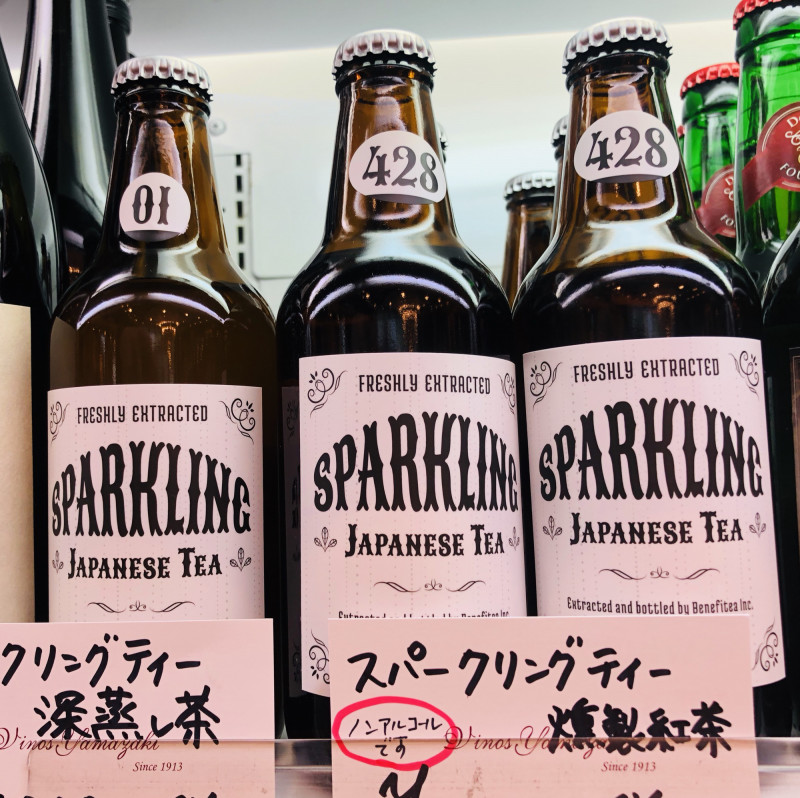 01
FRESHLY EXTRACTED
SPARKLING
JAPANESE TEA
428
FRESHLY EXTRACTED
SPARKLING
JAPANESE TEA
428
FRESHLY EXTRACTED
SPARKLING
JAPANESE TEA
Extracted and bottled by Benefitea Inc.
クリングティー
深蒸し茶
Vinos Yamazaki
Since 1913
スパークリングティー
ノンアルコール
です
燻製紅茶
Vinos Yamazaki
Since 1913